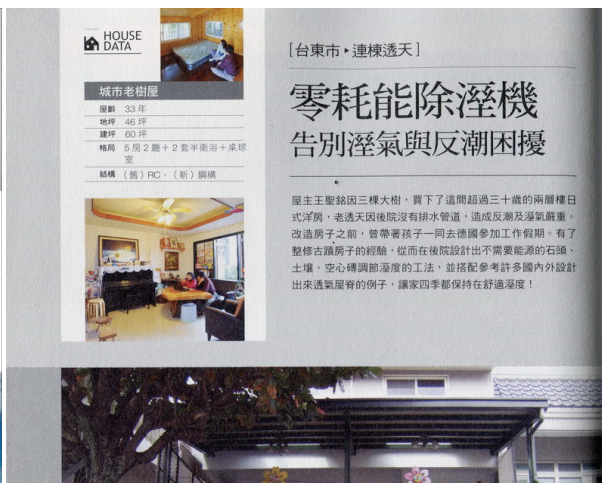 HOUSE
DATA
城市老樹屋
屋齡 33 年
地坪 46 坪
建坪 60 坪
格局 5 房 2 廳＋2 套半衛浴＋桌球
室
結構 （舊）RC、（新）鋼構
［台東市▸連棟透天］
零耗能除溼機
告別溼氣與反潮困擾
屋主王聖銘因三棵大樹，買下了這間超過三十歲的兩層樓日
式洋房，老透天因後院沒有排水管道，造成反潮及溼氣嚴重。
改造房子之前，曾帶著孩子一同去德國參加工作假期。有了
整修古蹟房子的經驗，從而在後院設計出不需要能源的石頭、
土壤、空心磚調節溼度的工法，並搭配參考許多國內外設計
出來透氣屋脊的例子，讓家四季都保持在舒適溼度！